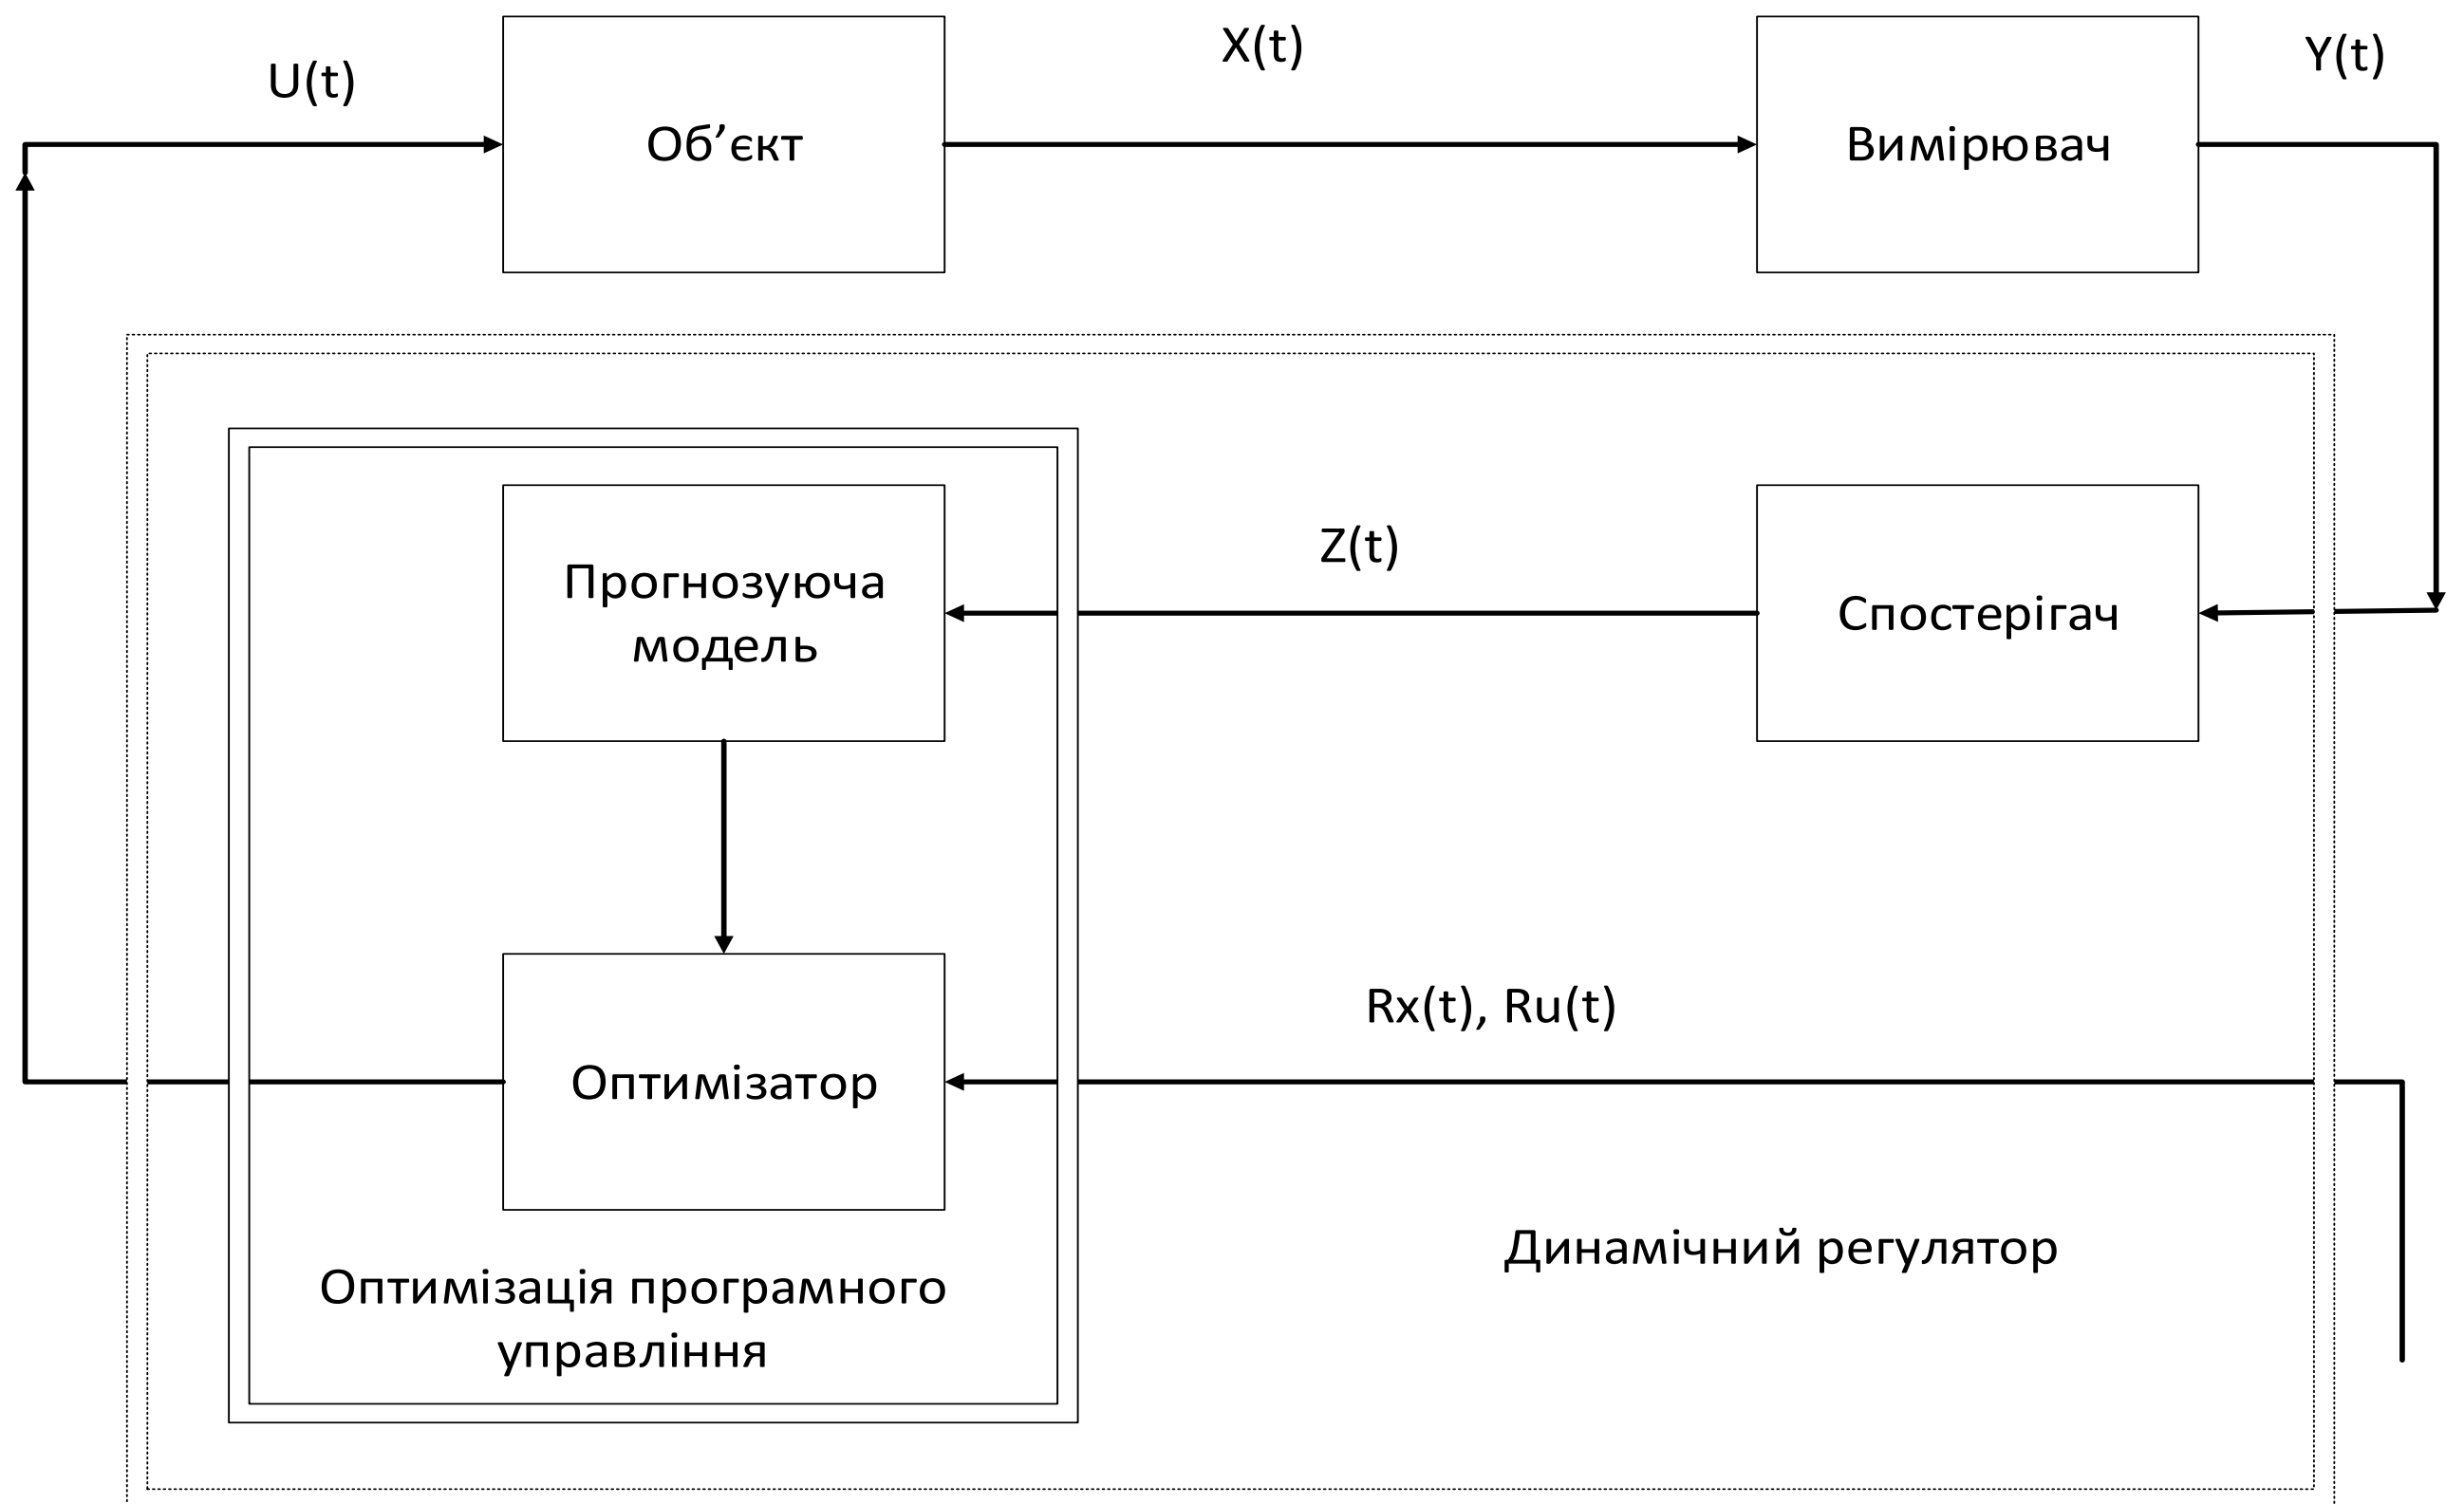 U(t)
Об’єкт
X(t)
Вимірювач
Y(t)
Прогнозуюча
модель
Z(t)
Спостерігач
Оптимізатор
Rx(t), Ru(t)
Оптимізація програмного
управління
Динамічний регулятор